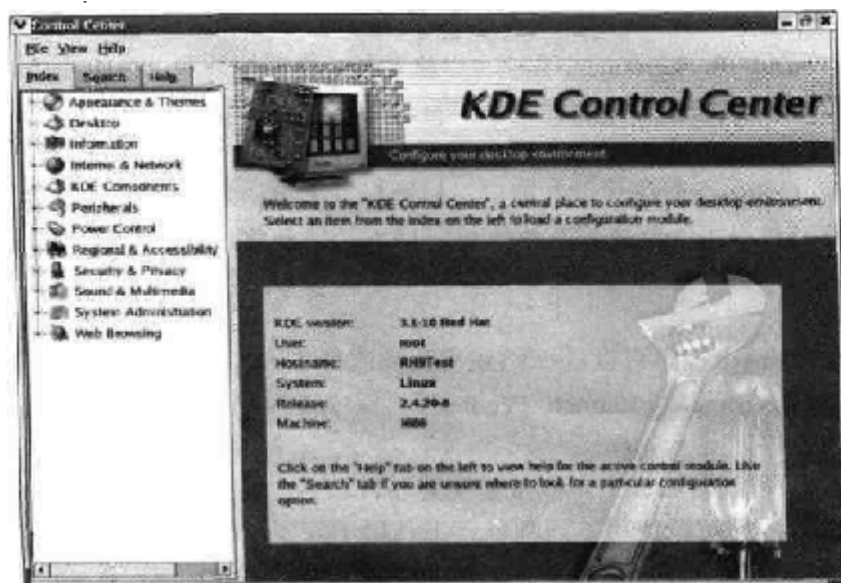 Control Center
File View Help
Index Search Help
Appearance & Themes
Desktop
Information
Internet & Network
KDE Components
Peripherals
Power Control
Regional & Accessibility
Security & Privacy
Sound & Multimedia
System Administration
Web Browsing
KDE Control Center
Configure your desktop environment.
Welcome to the "KDE Control Center", a central place to configure your desktop environment.
Select an item from the index on the left to load a configuration module.
KDE version: 3.1-10 Red Hat
User: root
Hostname: RH9Test
System: Linux
Release: 2.4.20-8
Machine: i686
Click on the "Help" tab on the left to view help for the active control module. Use
the "Search" tab if you are unsure where to look for a particular configuration
option.